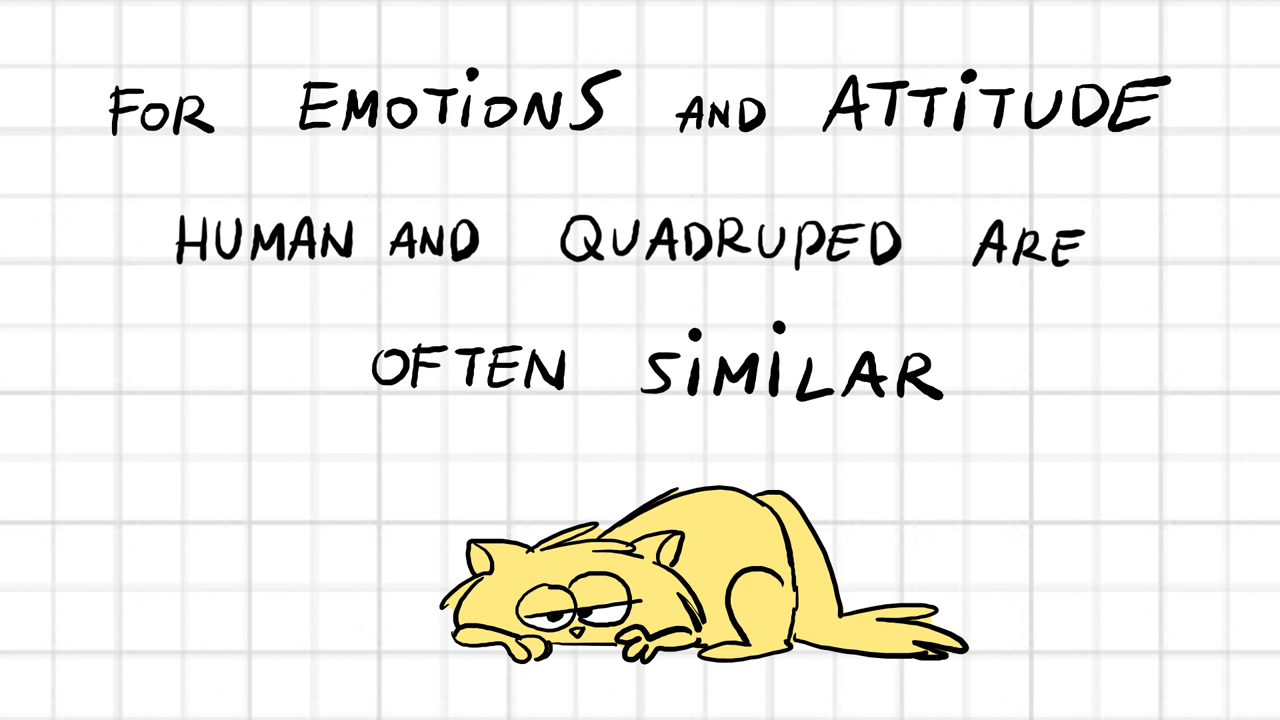 FOR EMOTiONS AND ATTiTUDE
HUMAN AND QUADRUPED ARE
OFTEN SiMiLAR